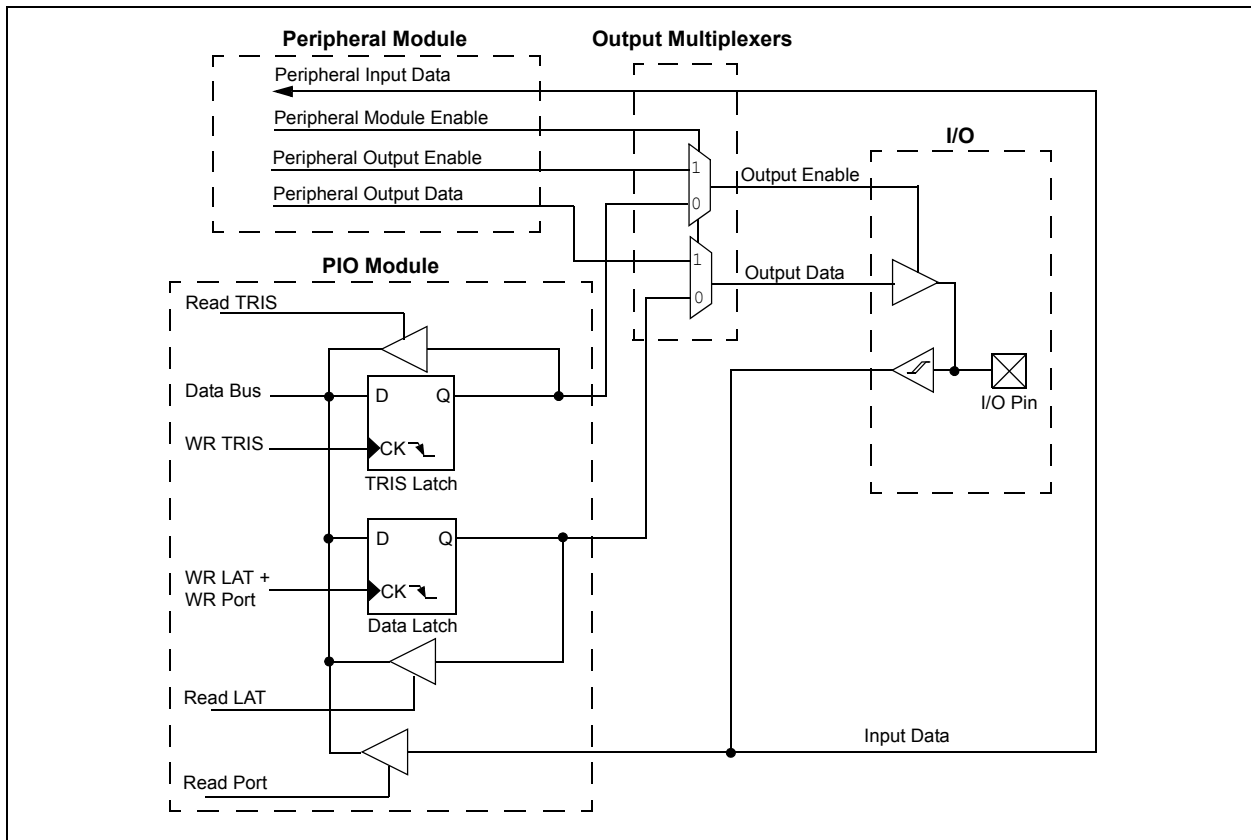 Peripheral Module
Output Multiplexers
Peripheral Input Data
Peripheral Module Enable
Peripheral Output Enable
Peripheral Output Data
1
0
1
0
Output Enable
Output Data
I/O
I/O Pin
PIO Module
Read TRIS
Data Bus
D Q
WR TRIS
CK
TRIS Latch
D Q
WR LAT +
WR Port
CK
Data Latch
Read LAT
Input Data
Read Port